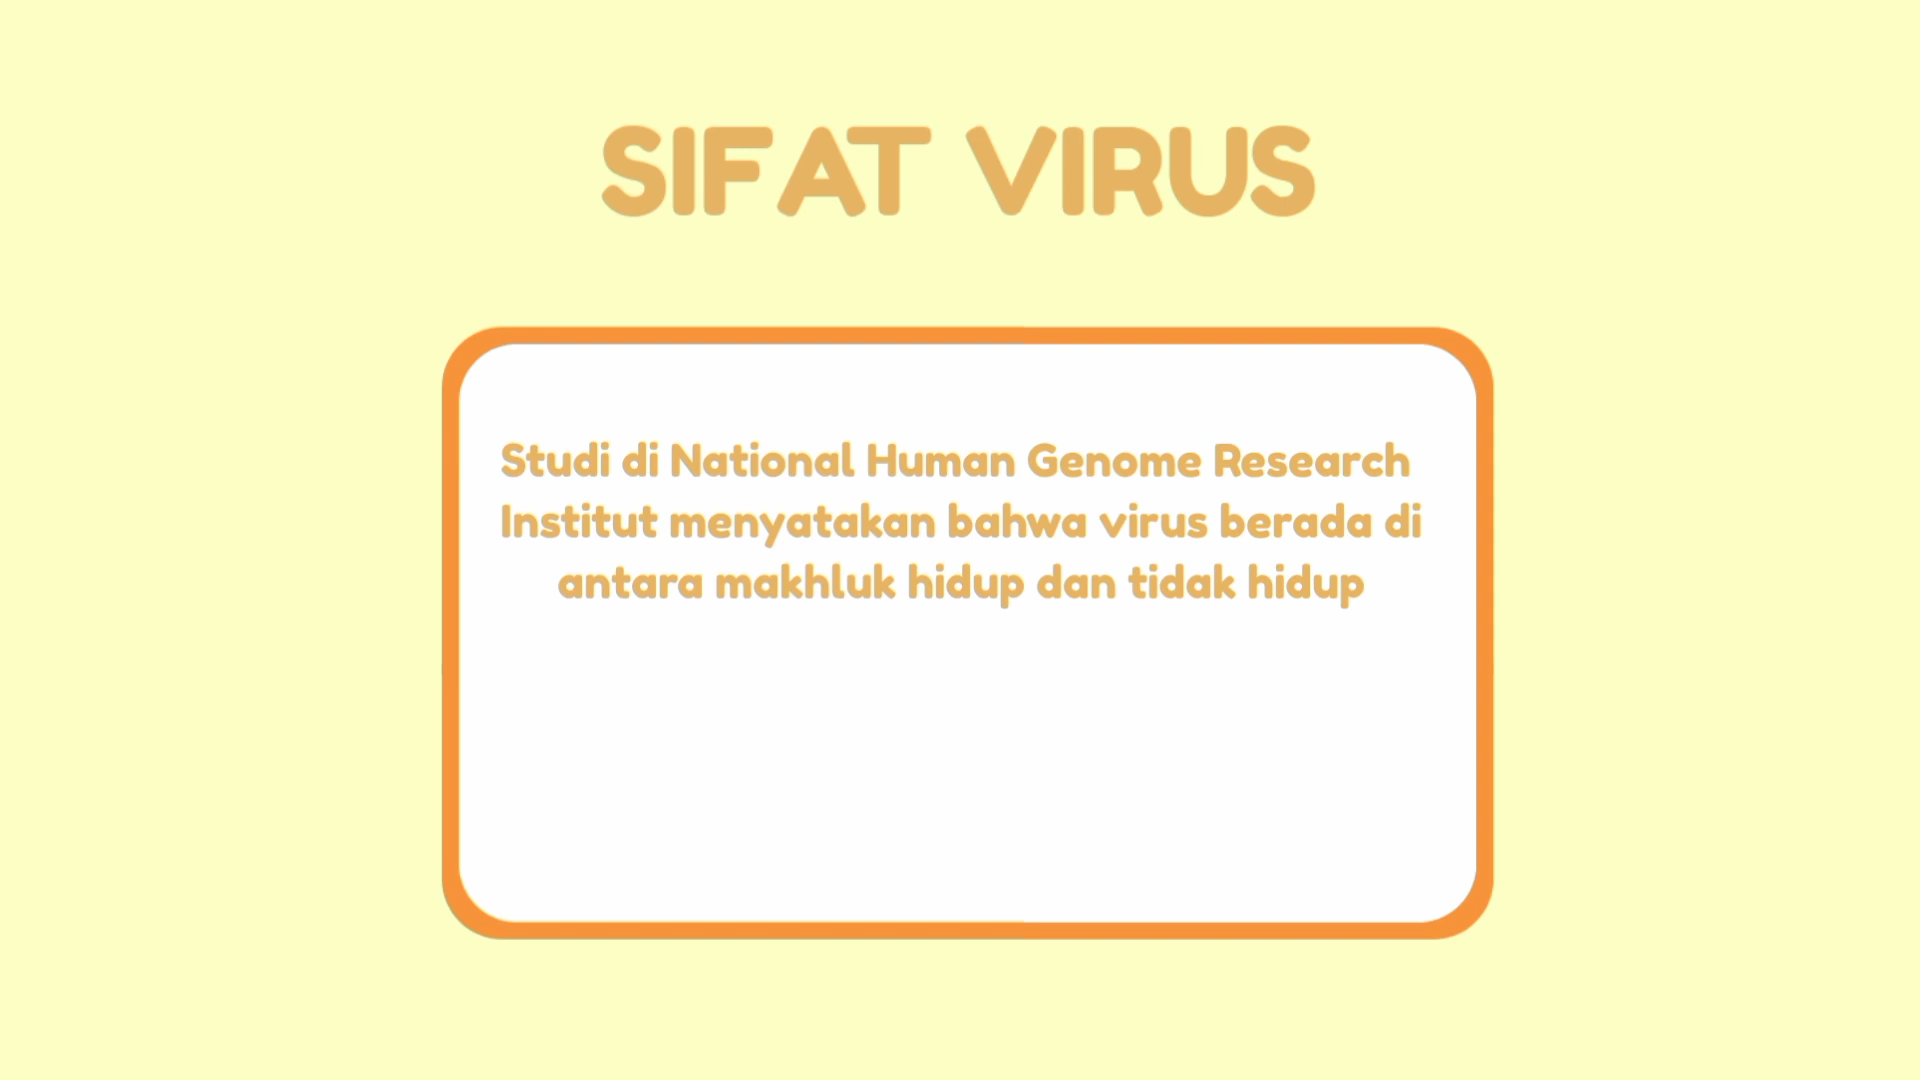 SIFAT VIRUS
Studi di National Human Genome Research
Institut menyatakan bahwa virus berada di
antara makhluk hidup dan tidak hidup